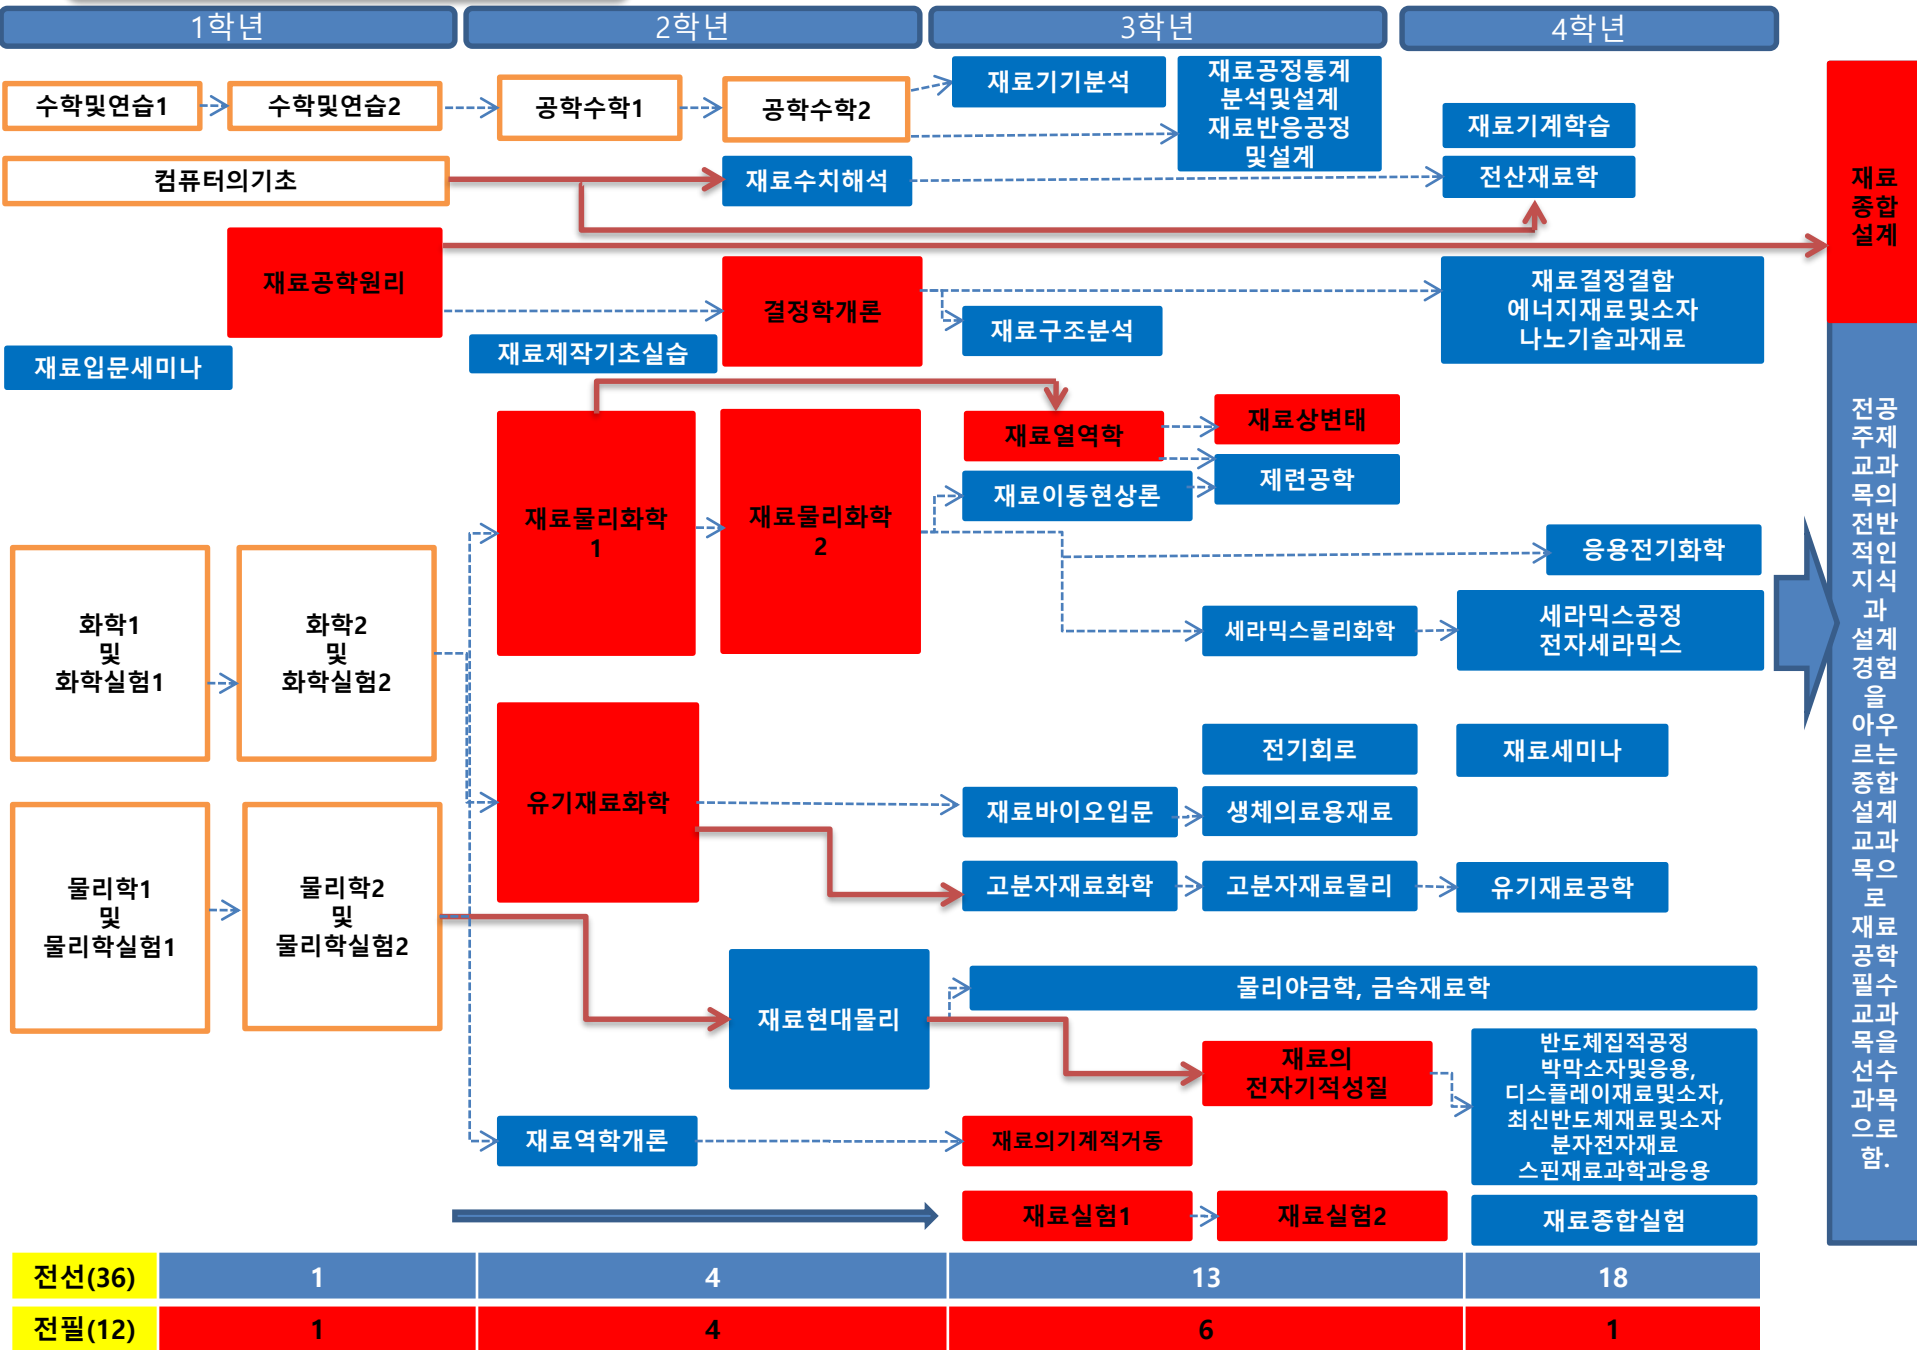 1학년
2학년
3학년
4학년
수학및연습1
수학및연습2
공학수학1
공학수학2
재료기기분석
재료공정통계
분석및설계
재료반응공정
및설계
재료기계학습
컴퓨터의기초
재료수치해석
전산재료학
재료
종합
설계
재료공학원리
결정학개론
재료구조분석
재료결정결함
에너지재료및소자
나노기술과재료
재료입문세미나
재료제작기초실습
재료물리화학
1
재료물리화학
2
재료열역학
재료상변태
재료이동현상론
제련공학
응용전기화학
화학1
및
화학실험1
화학2
및
화학실험2
세라믹스물리화학
세라믹스공정
전자세라믹스
유기재료화학
전기회로
재료세미나
재료바이오입문
생체의료용재료
고분자재료화학
고분자재료물리
유기재료공학
물리학1
및
물리학실험1
물리학2
및
물리학실험2
재료현대물리
물리야금학, 금속재료학
재료의
전자기적성질
반도체집적공정
박막소자및응용,
디스플레이재료및소자,
최신반도체재료및소자
분자전자재료
스핀재료과학과응용
재료역학개론
재료의기계적거동
재료실험1
재료실험2
재료종합실험
전공
주제
교과
목의
전반
적인
지식
과
설계
경험
을
아우
르는
종합
설계
교과
목으
로
재료
공학
필수
교과
목을
선수
과목
으로
함.
전선(36)
1
4
13
18
전필(12)
1
4
6
1